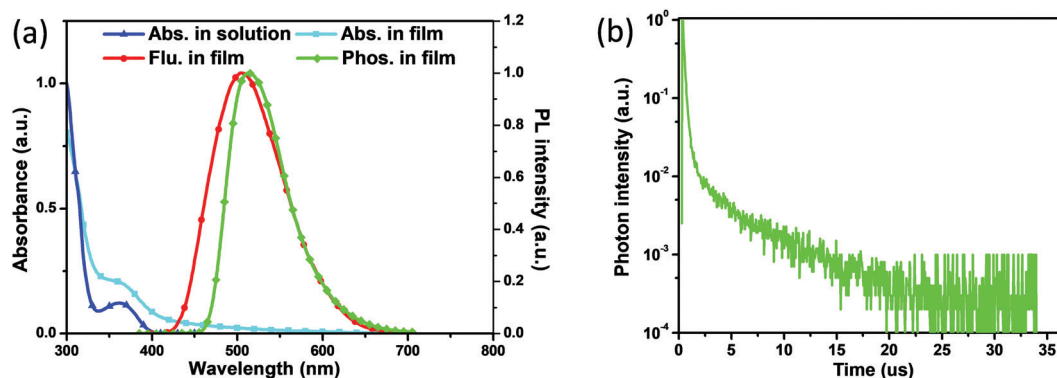 (a)
Abs. in solution
Abs. in film
Flu. in film
Phos. in film
Absorbance (a.u.)
1.0
0.5
0.0
PL intensity (a.u.)
1.2
1.0
0.8
0.6
0.4
0.2
0.0
300 400 500 600 700 800
Wavelength (nm)
(b)
Photon intensity (a.u.)
10^0
10^-1
10^-2
10^-3
10^-4
0 5 10 15 20 25 30 35
Time (us)